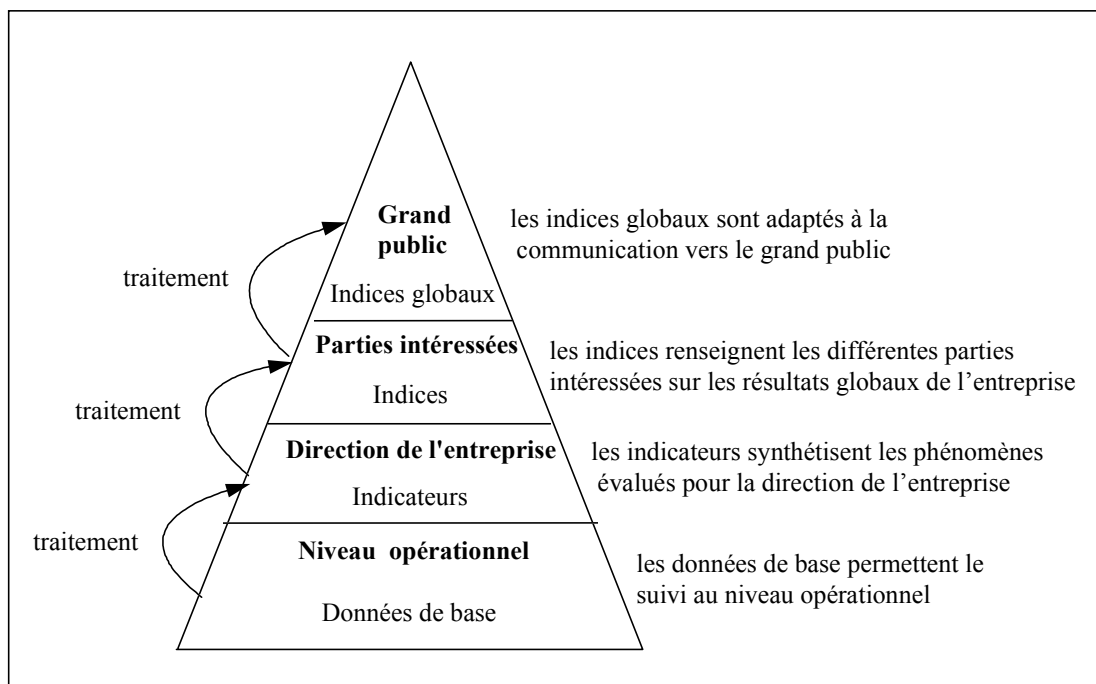 Grand
public
les indices globaux sont adaptés à la
communication vers le grand public
traitement
Indices globaux
Parties intéressées
les indices renseignent les différentes parties
intéressées sur les résultats globaux de l'entreprise
Indices
traitement
Direction de l'entreprise
les indicateurs synthétisent les phénomènes
évalués pour la direction de l'entreprise
Indicateurs
traitement
Niveau opérationnel
les données de base permettent le
suivi au niveau opérationnel
Données de base